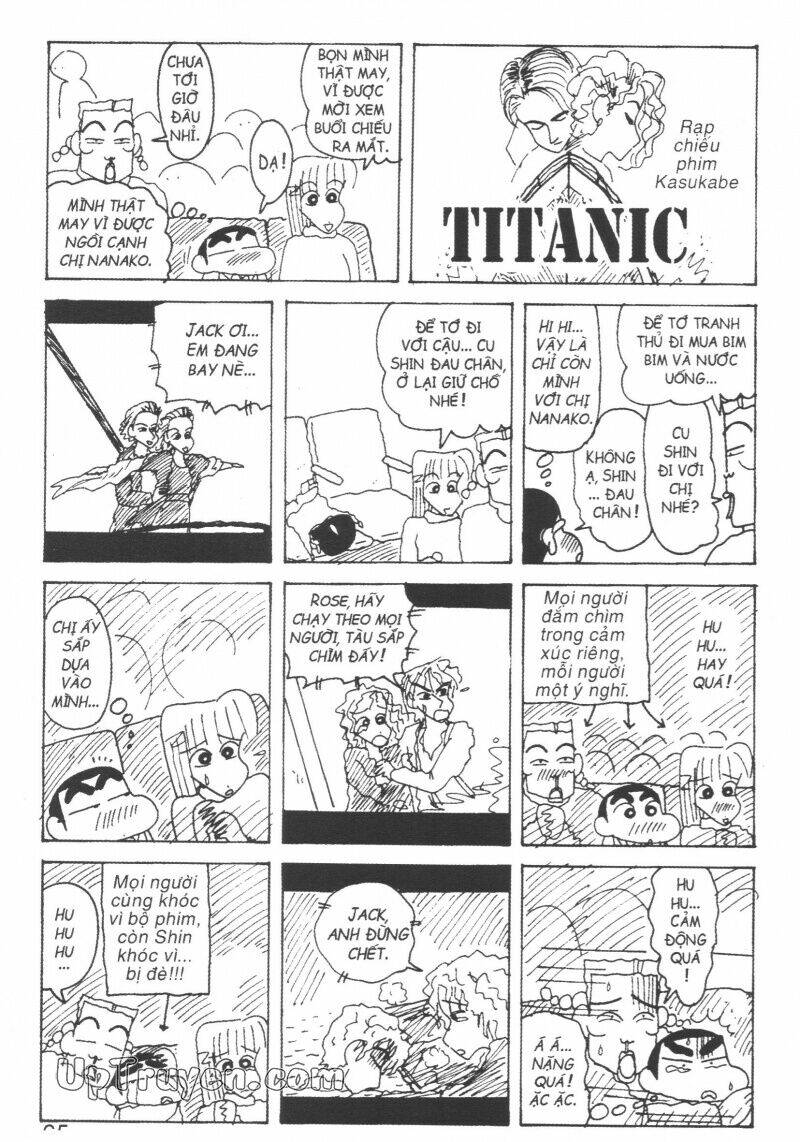 Rạp
chiếu
phim
Kasukabe
TITANIC
BỌN MÌNH
THẬT MAY,
VÌ ĐƯỢC
MỜI XEM
BUỔI CHIẾU
RA MẮT.
DẠ!
CHƯA
TỚI
GIỜ
ĐÂU
NHỈ.
MÌNH THẬT
MAY VÌ ĐƯỢC
NGỒI CẠNH
CHỊ NANAKO.
ĐỂ TỚ TRANH
THỦ ĐI MUA BIM
BIM VÀ NƯỚC
UỐNG...
CU
SHIN
ĐI VỚI
CHỊ
NHÉ?
KHÔNG
Ạ, SHIN
... ĐAU
CHÂN!
HI HI...
VẬY LÀ
CHỈ CÒN
MÌNH
VỚI CHỊ
NANAKO.
ĐỂ TỚ ĐI
VỚI CẬU... CU
SHIN ĐAU CHÂN,
Ở LẠI GIỮ CHỖ
NHÉ!
JACK ƠI...
EM ĐANG
BAY NÈ...
HU
HU...
... HAY
QUÁ!
Mọi người
đắm chìm
trong cảm
xúc riêng,
mỗi người
một ý nghĩ.
ROSE, HÃY
CHẠY THEO MỌI
NGƯỜI, TÀU SẮP
CHÌM ĐẤY!
CHỊ ẤY
SẮP
DỰA
VÀO
MÌNH...
HU
HU...
CẢM
ĐỘNG
QUÁ
!
Á Á...
NẶNG
QUÁ!
ẶC ẶC.
JACK,
ANH ĐỪNG
CHẾT.
Mọi người
cùng khóc
vì bộ phim,
còn Shin
khóc vì...
bị đè!!!
HU
HU
HU
...
UpTruyen.com